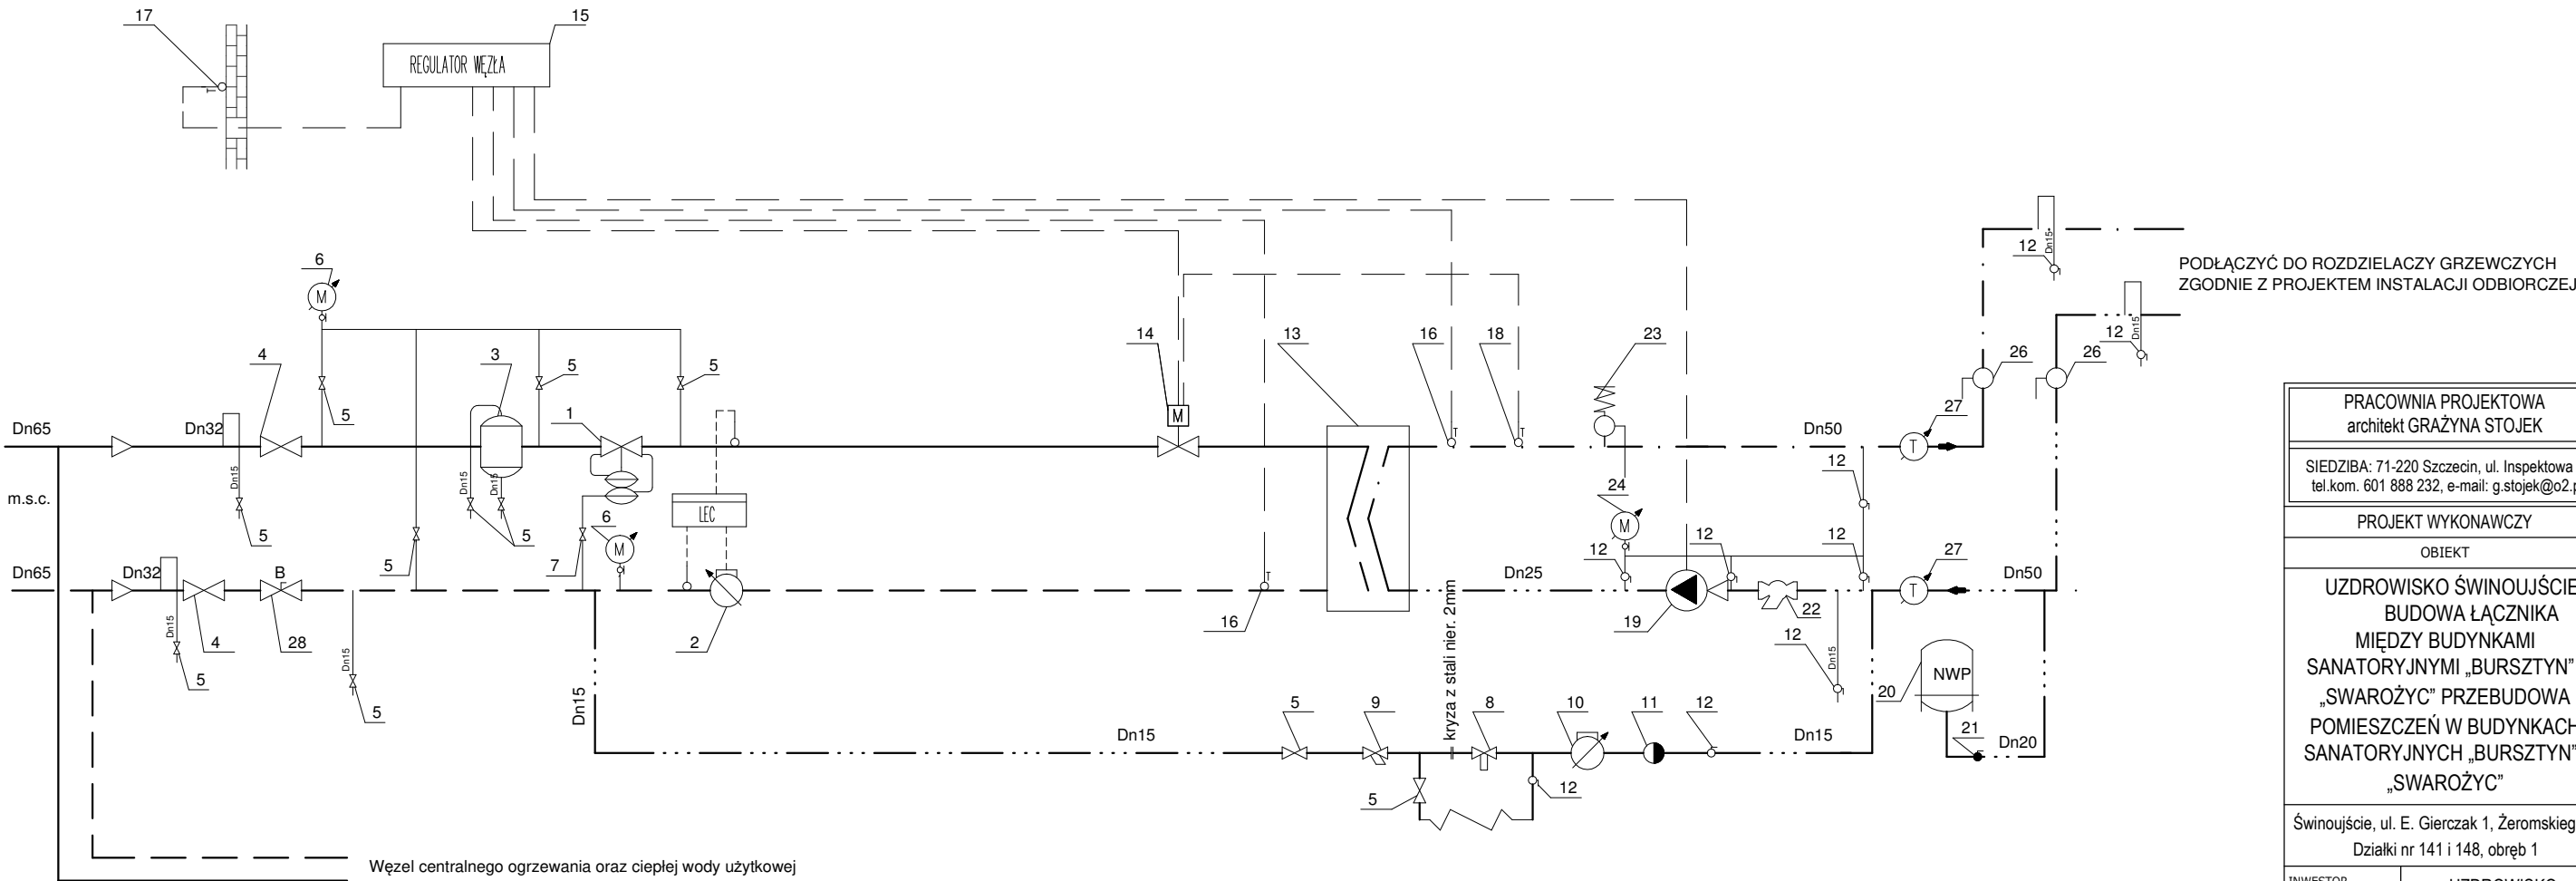 17
15
REGULATOR WĘZŁA
6
M
4
3
5
5
5
1
14
M
13
16
T
18
T
23
Dn50
27
T
26
26
12
Dn15
12
Dn15
PODŁĄCZYĆ DO ROZDZIELACZY GRZEWCZYCH
ZGODNIE Z PROJEKTEM INSTALACJI ODBIORCZEJ
Dn65
Dn32
Dn15
Dn15
Dn15
m.s.c.
5
5
LEC
6
M
24
M
12
12
12
12
27
T
Dn50
Dn65
Dn32
B
5
7
Dn25
Dn15
4
28
5
Dn15
5
2
16
T
19
22
12
Dn15
20
NWP
21
Dn20
Dn15
Dn15
kryza z stali nier. 2mm
5
9
8
10
11
12
Dn15
5
12
Węzel centralnego ogrzewania oraz ciepłej wody użytkowej
PRACOWNIA PROJEKTOWA
architekt GRAŻYNA STOJEK
SIEDZIBA: 71-220 Szczecin, ul. Inspektowa
tel.kom. 601 888 232, e-mail: g.stojek@o2.p
PROJEKT WYKONAWCZY
OBIEKT
UZDROWISKO ŚWINOUJŚCIE
BUDOWA ŁĄCZNIKA
MIĘDZY BUDYNKAMI
SANATORYJNYMI „BURSZTYN”
„SWAROŻYC” PRZEBUDOWA
POMIESZCZEŃ W BUDYNKACH
SANATORYJNYCH „BURSZTYN”
„SWAROŻYC”
Świnoujście, ul. E. Gierczak 1, Żeromskieg
Działki nr 141 i 148, obręb 1
INWESTOR
UZDROWISKO